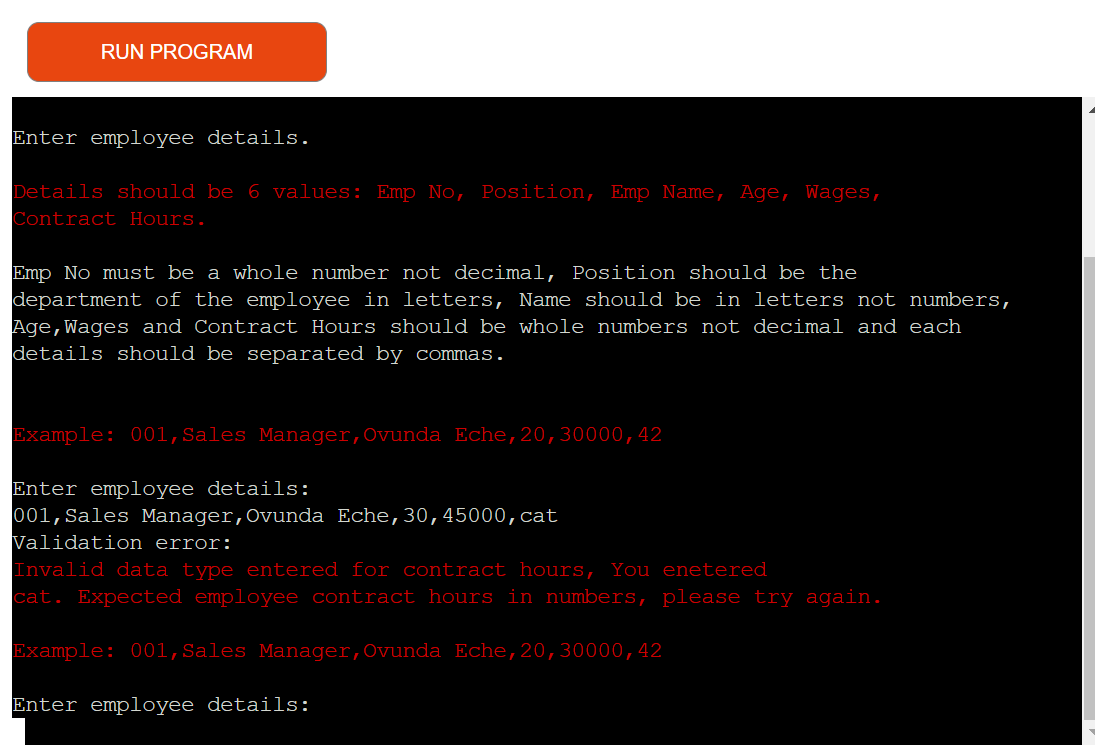 RUN PROGRAM
Enter employee details.
Details should be 6 values: Emp No, Position, Emp Name, Age, Wages,
Contract Hours.
Emp No must be a whole number not decimal, Position should be the
department of the employee in letters, Name should be in letters not numbers,
Age,Wages and Contract Hours should be whole numbers not decimal and each
details should be separated by commas.
Example: 001,Sales Manager,Ovunda Eche,20,30000,42
Enter employee details:
001,Sales Manager,Ovunda Eche,30,45000,cat
Validation error:
Invalid data type entered for contract hours, You enetered
cat. Expected employee contract hours in numbers, please try again.
Example: 001,Sales Manager,Ovunda Eche,20,30000,42
Enter employee details: